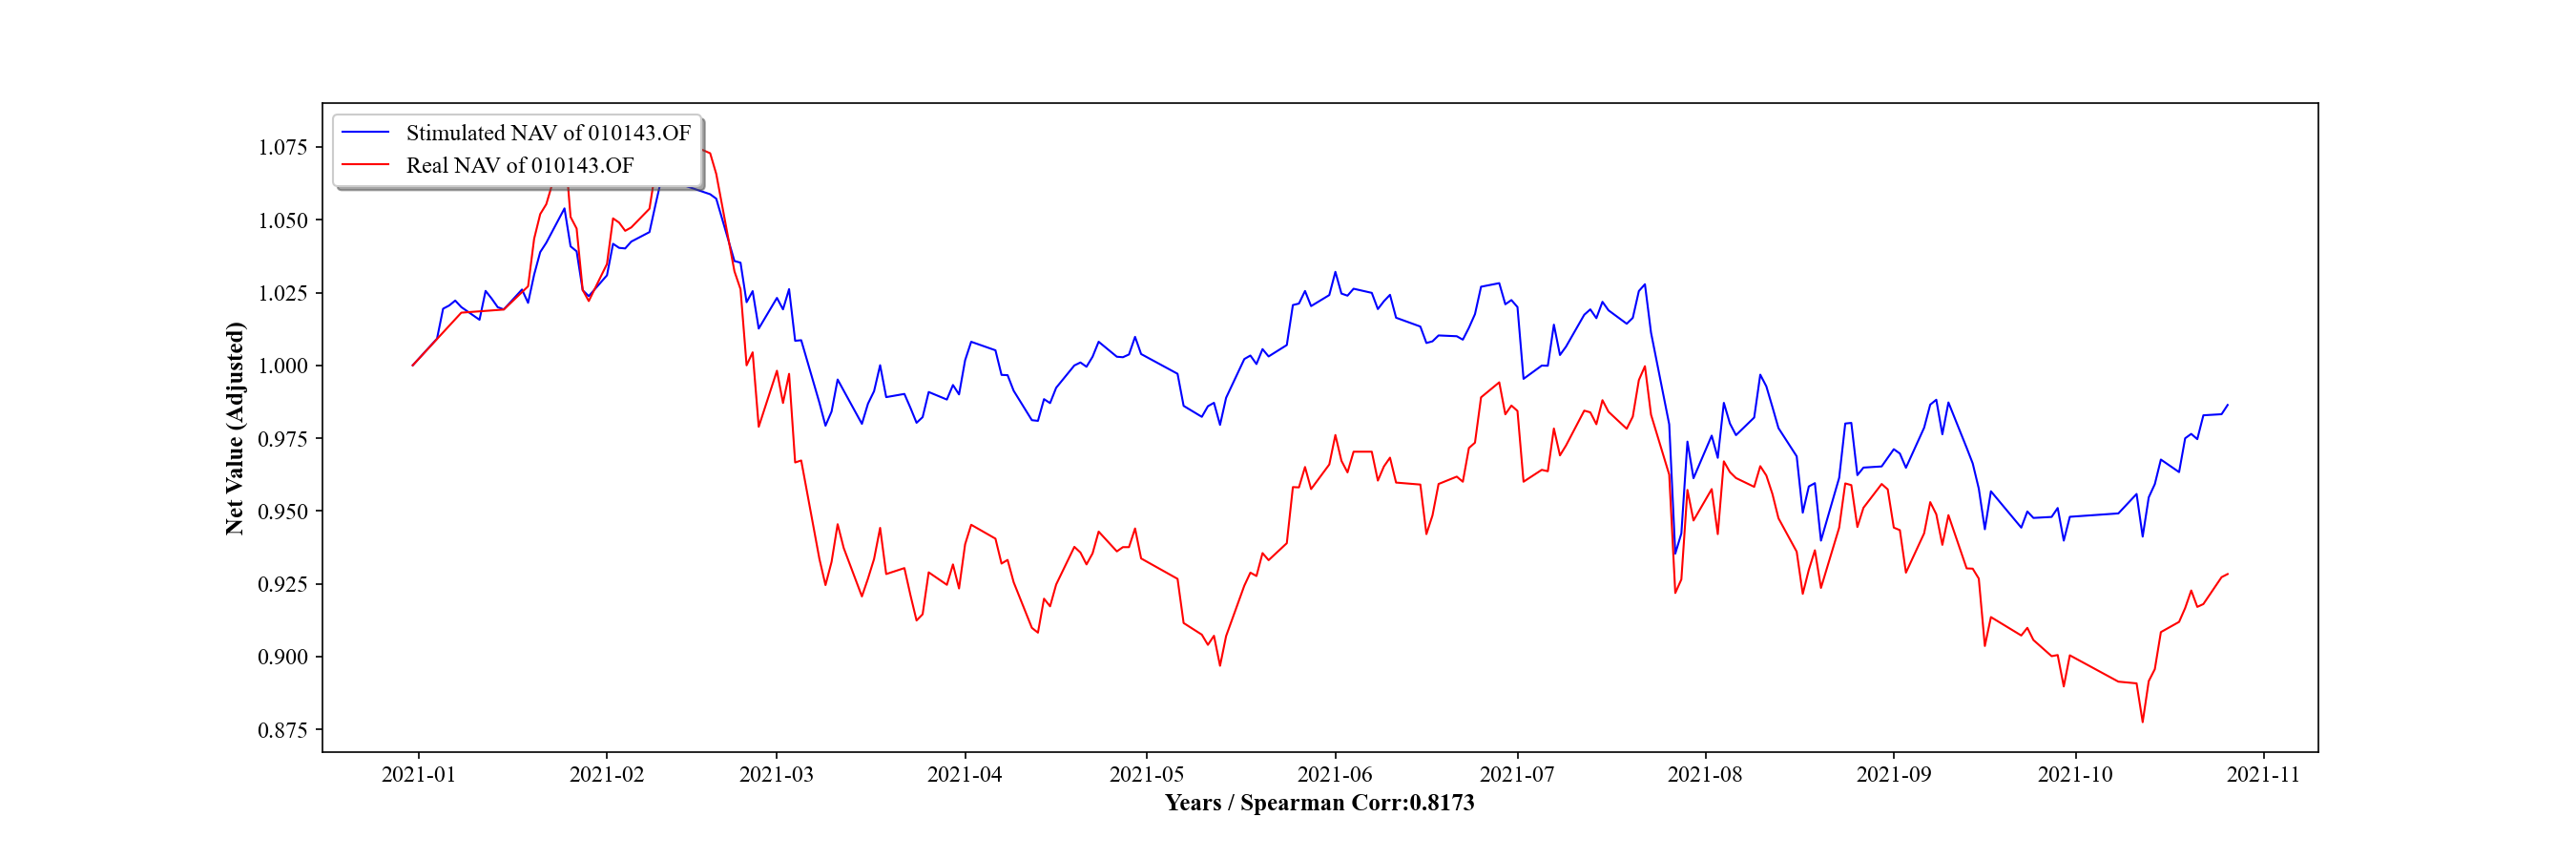 Stimulated NAV of 010143.OF
Real NAV of 010143.OF
Net Value (Adjusted)
1.075
1.050
1.025
1.000
0.975
0.950
0.925
0.900
0.875
2021-01 2021-02 2021-03 2021-04 2021-05 2021-06 2021-07 2021-08 2021-09 2021-10 2021-11
Years / Spearman Corr:0.8173